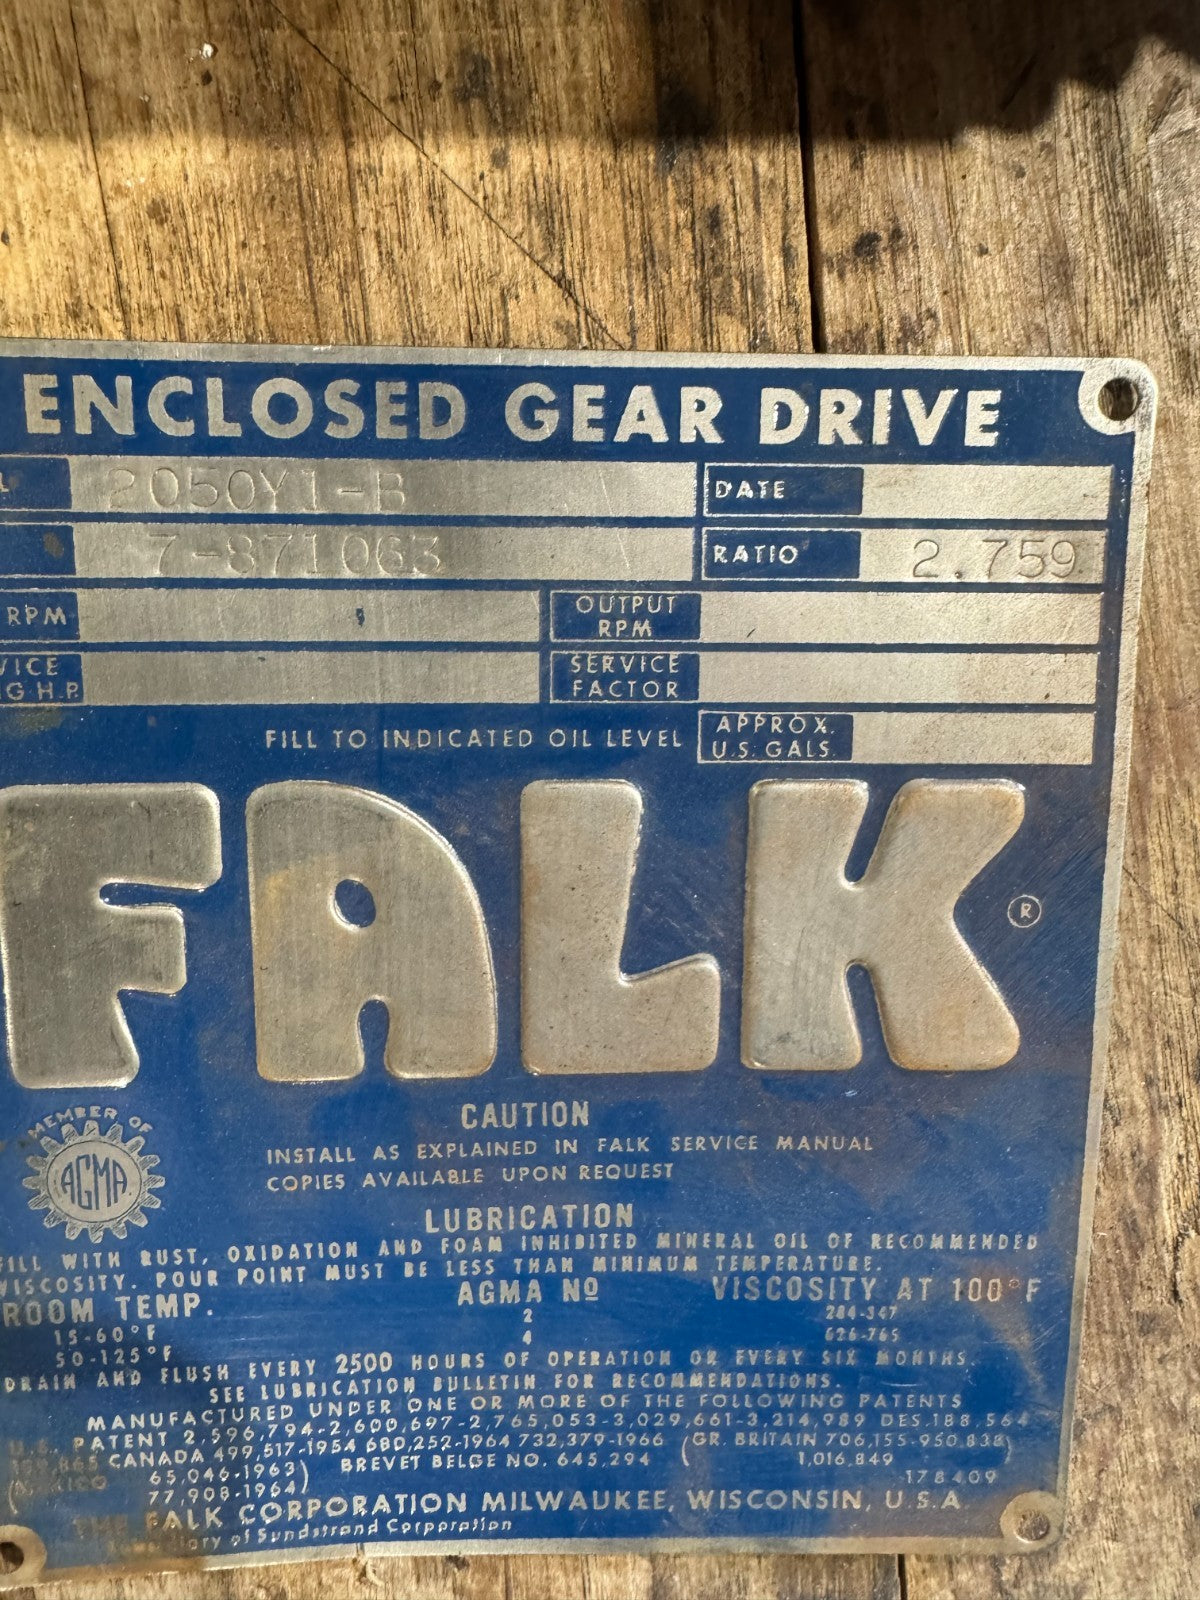 ENCLOSED GEAR DRIVE
L 2050Y1-B DATE
7-871063 RATIO 2.759
RPM OUTPUT RPM
VICE G H.P. SERVICE FACTOR
FILL TO INDICATED OIL LEVEL APPROX. U.S. GALS.
FALK ®
MEMBER OF
AGMA
CAUTION
INSTALL AS EXPLAINED IN FALK SERVICE MANUAL
COPIES AVAILABLE UPON REQUEST
LUBRICATION
FILL WITH RUST, OXIDATION AND FOAM INHIBITED MINERAL OIL OF RECOMMENDED
VISCOSITY. POUR POINT MUST BE LESS THAN MINIMUM TEMPERATURE.
ROOM TEMP. AGMA Nº VISCOSITY AT 100°F
15-60°F 2 284-347
50-125°F 4 626-765
DRAIN AND FLUSH EVERY 2500 HOURS OF OPERATION OR EVERY SIX MONTHS.
SEE LUBRICATION BULLETIN FOR RECOMMENDATIONS.
MANUFACTURED UNDER ONE OR MORE OF THE FOLLOWING PATENTS
U.S. PATENT 2,596,794-2,600,697-2,765,053-3,029,661-3,214,989 DES.188,564
CANADA 499,517-1954 680,252-1964 732,379-1966 (GR. BRITAIN 706,155-950,838)
(MEXICO 65,046-1963) BREVET BELGE NO. 645,294 ( 1,016,849
77,908-1964) 178409
THE FALK CORPORATION MILWAUKEE, WISCONSIN, U.S.A.
of Sundstrand Corporation